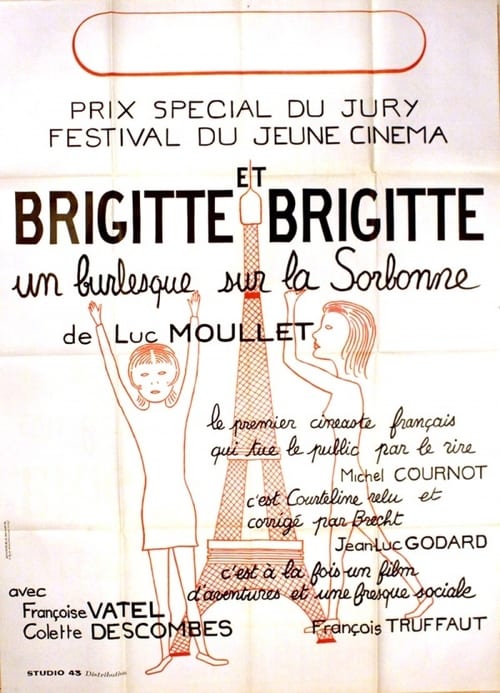 PRIX SPECIAL DU JURY
FESTIVAL DU JEUNE CINEMA
ET
BRIGITTE BRIGITTE
un burlesque sur la Sorbonne
de Luc MOULLET
le premier cineaste français
qui tue le public par le rire
Michel COURNOT
c'est Courteline relu et
corrigé par Brecht
Jean-Luc GODARD
c'est à la fois un film
d'aventures et une fresque sociale
François TRUFFAUT
avec
Françoise VATEL
Colette DESCOMBES
STUDIO 43 Distribution